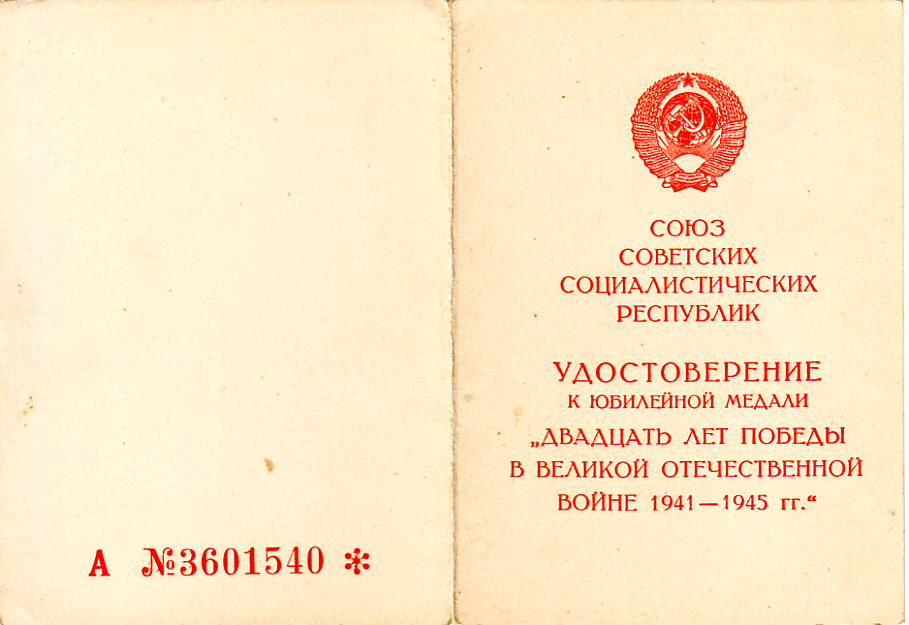 А №3601540 *
СОЮЗ
СОВЕТСКИХ
СОЦИАЛИСТИЧЕСКИХ
РЕСПУБЛИК
УДОСТОВЕРЕНИЕ
К ЮБИЛЕЙНОЙ МЕДАЛИ
„ДВАДЦАТЬ ЛЕТ ПОБЕДЫ
В ВЕЛИКОЙ ОТЕЧЕСТВЕННОЙ
ВОЙНЕ 1941—1945 гг.“